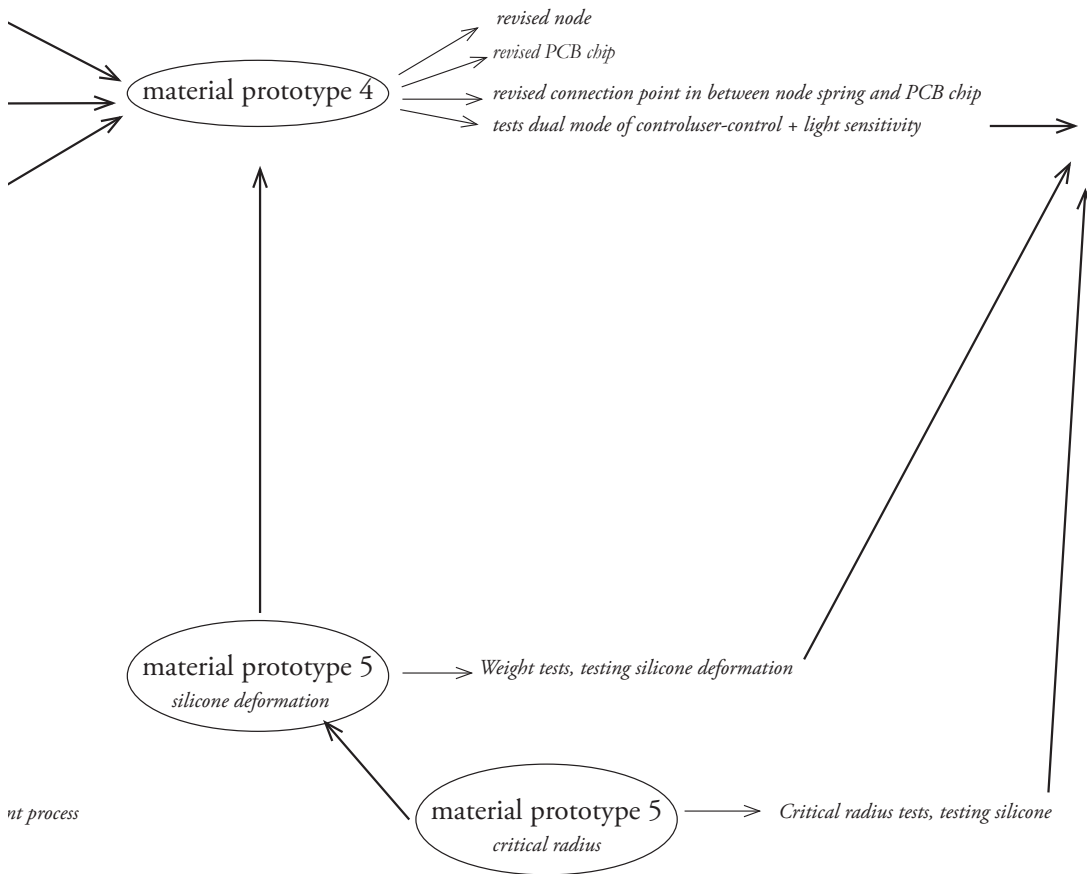 revised node
revised PCB chip
material prototype 4
revised connection point in between node spring and PCB chip
tests dual mode of controluser-control + light sensitivity
material prototype 5
silicone deformation
Weight tests, testing silicone deformation
nt process
material prototype 5
critical radius
Critical radius tests, testing silicone